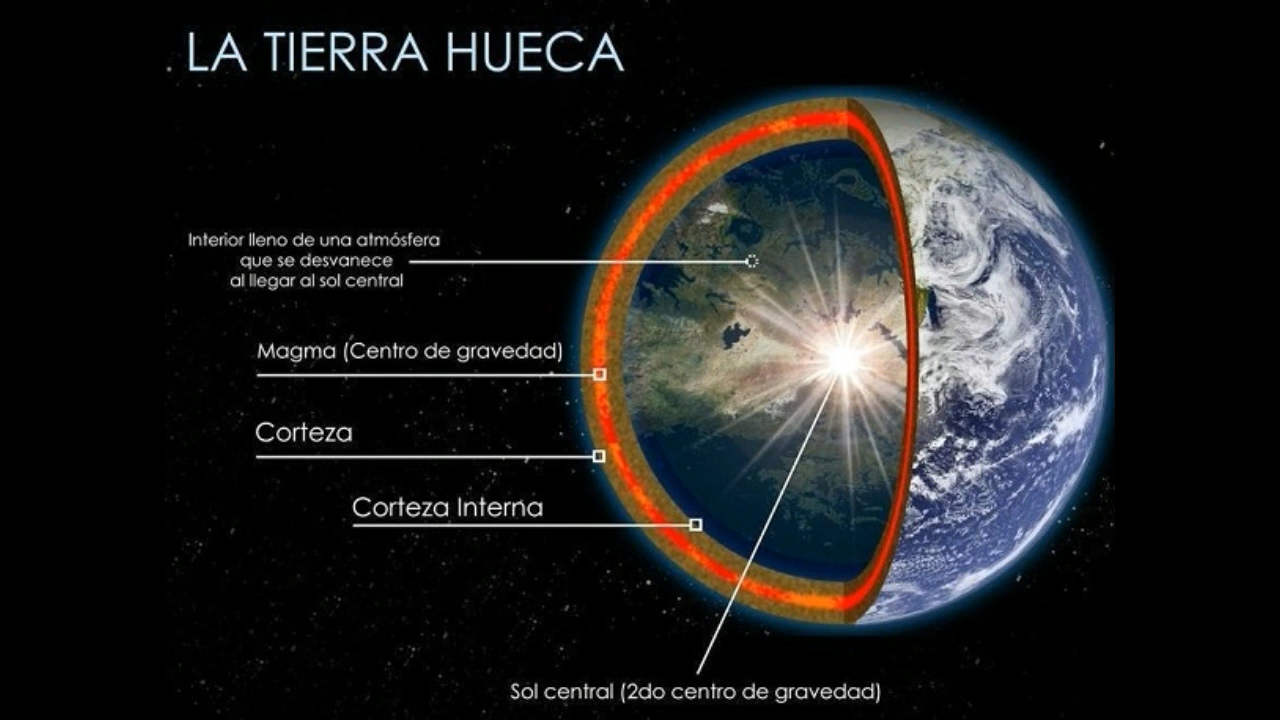 LA TIERRA HUECA
Interior lleno de una atmósfera
que se desvanece
al llegar al sol central
Magma (Centro de gravedad)
Corteza
Corteza Interna
Sol central (2do centro de gravedad)